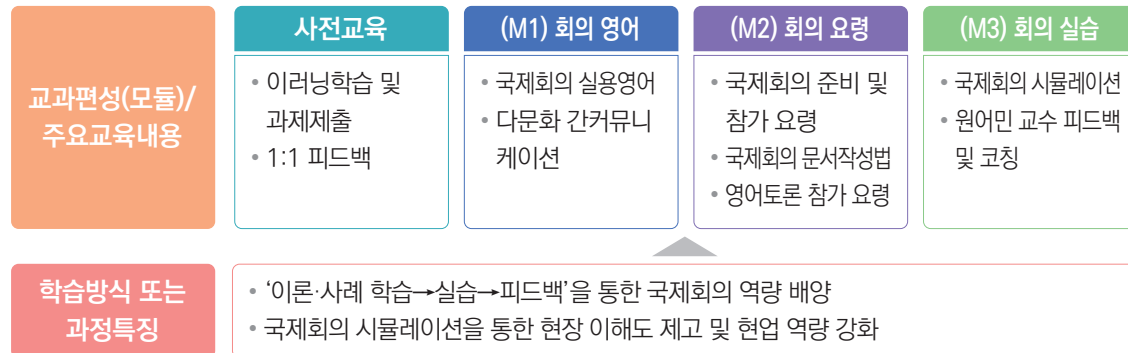 교과편성(모듈)/
주요교육내용
사전교육
• 이러닝학습 및
과제제출
• 1:1 피드백
(M1) 회의 영어
• 국제회의 실용영어
• 다문화 간커뮤니
케이션
(M2) 회의 요령
• 국제회의 준비 및
참가 요령
• 국제회의 문서작성법
• 영어토론 참가 요령
(M3) 회의 실습
• 국제회의 시뮬레이션
• 원어민 교수 피드백
및 코칭
학습방식 또는
과정특징
• ‘이론·사례 학습→실습→피드백’을 통한 국제회의 역량 배양
• 국제회의 시뮬레이션을 통한 현장 이해도 제고 및 현업 역량 강화